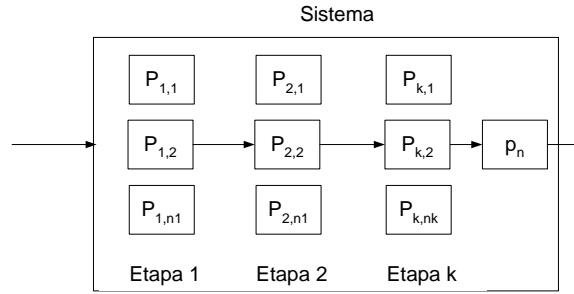 Sistema
P1,1 P2,1 Pk,1
P1,2 P2,2 Pk,2 pn
P1,n1 P2,n1 Pk,nk
Etapa 1 Etapa 2 Etapa k